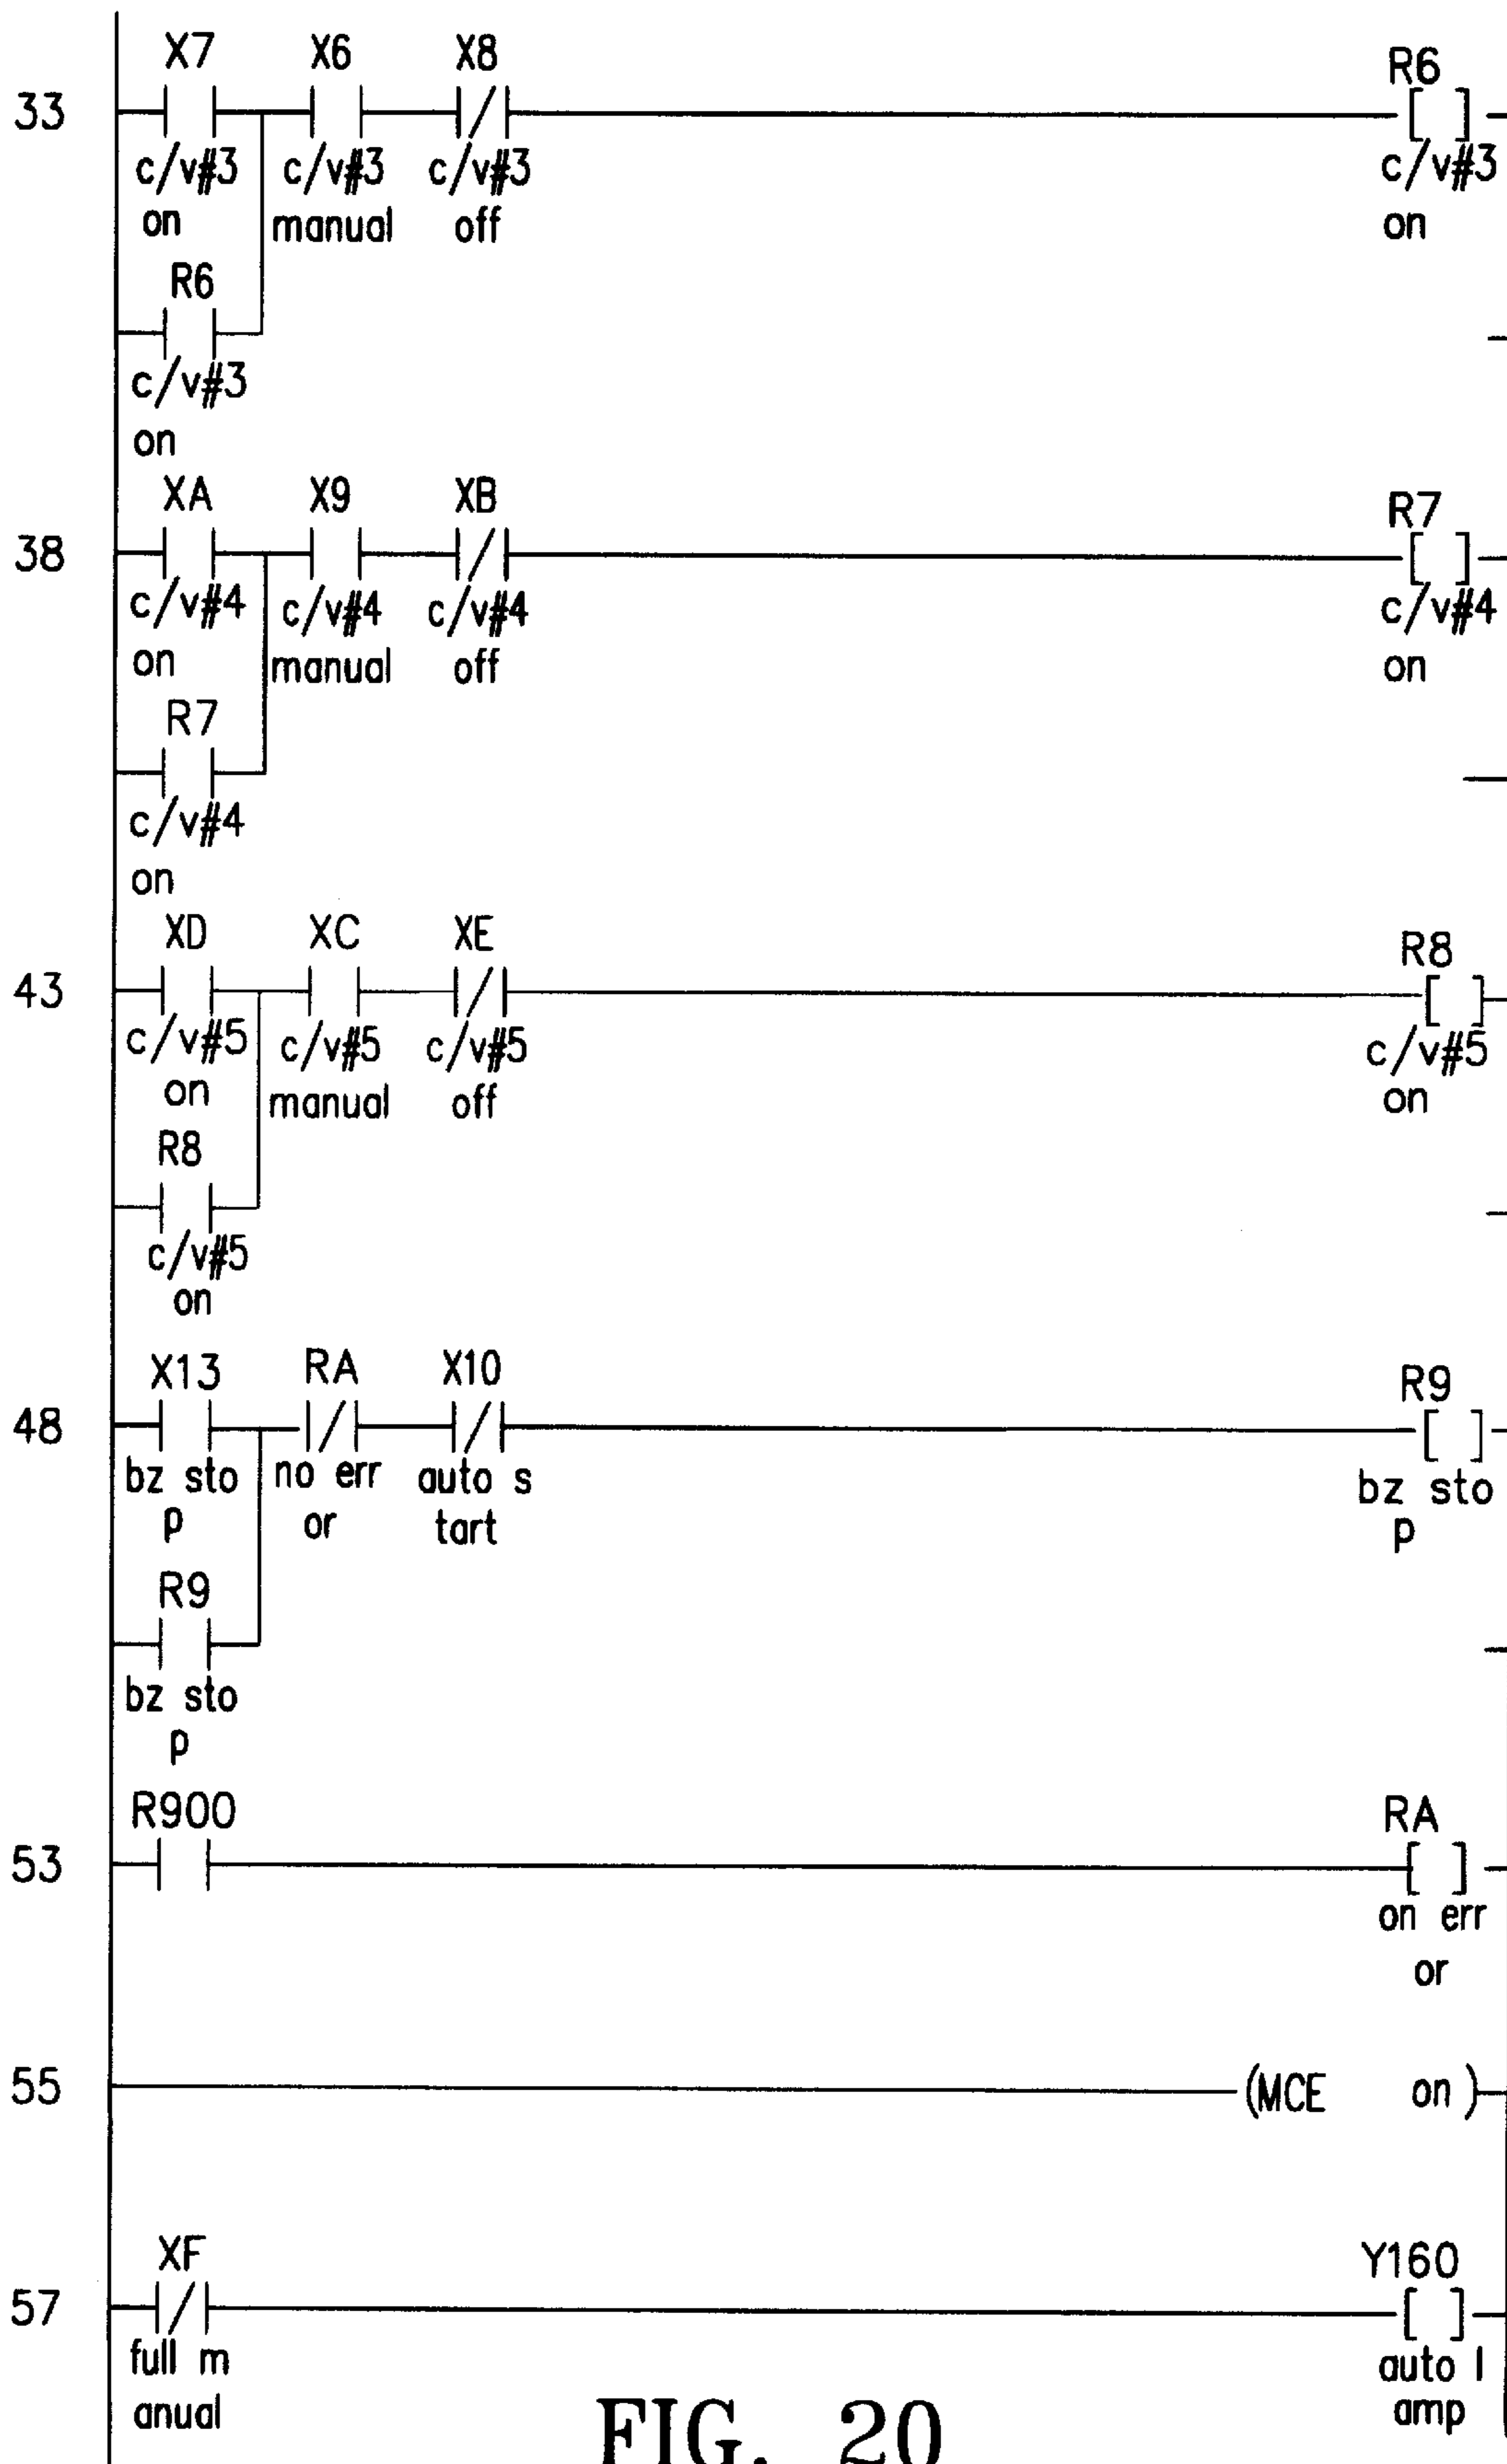 X7 X6 X8 R6
33
c/v#3 c/v#3 c/v#3 c/v#3
on manual off on
R6
c/v#3
on
XA X9 XB R7
38
c/v#4 c/v#4 c/v#4 c/v#4
on manual off on
R7
c/v#4
on
XD XC XE R8
43
c/v#5 c/v#5 c/v#5 c/v#5
on manual off on
R8
c/v#5
on
X13 RA X10 R9
48
bz sto no err auto s bz sto
p or tart p
R9
bz sto
p
R900 RA
53
on err
or
55 (MCE on)
XF Y160
57
full m auto l
anual amp
FIG. 20